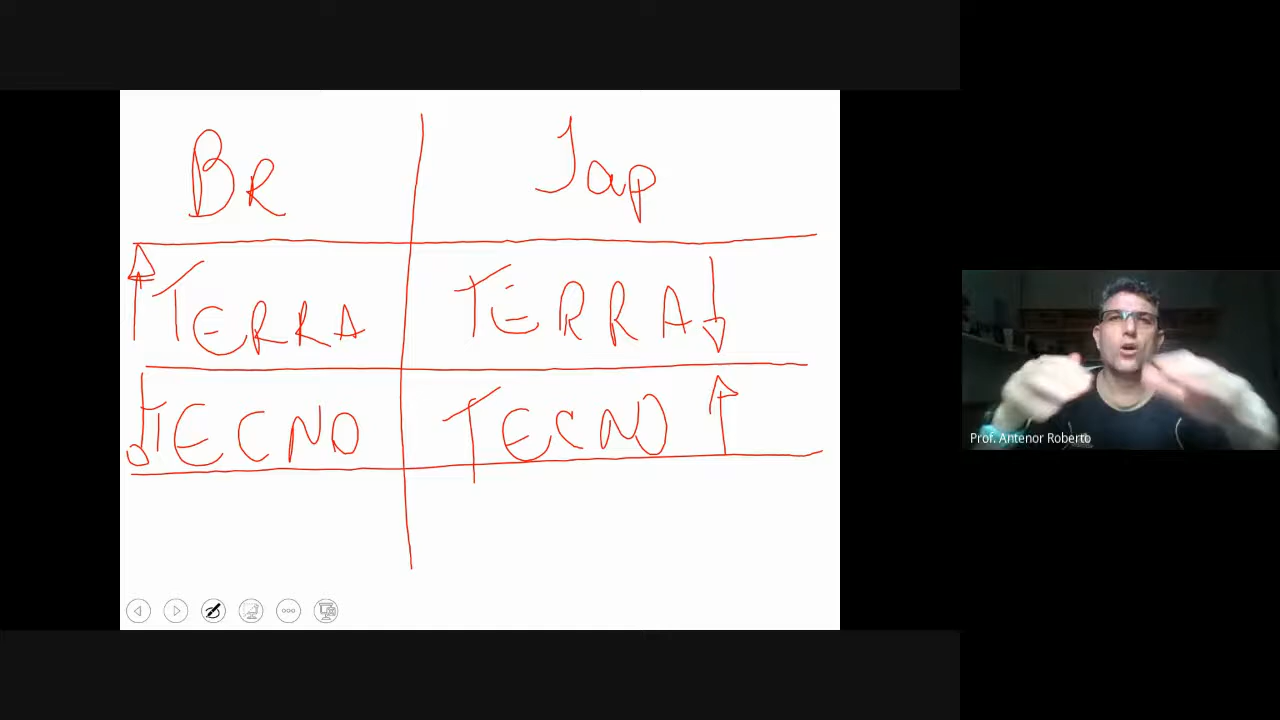 Br Jap
↑ TERRA TERRA ↓
↓ TECNO TECNO ↑
Prof. Antenor Roberto